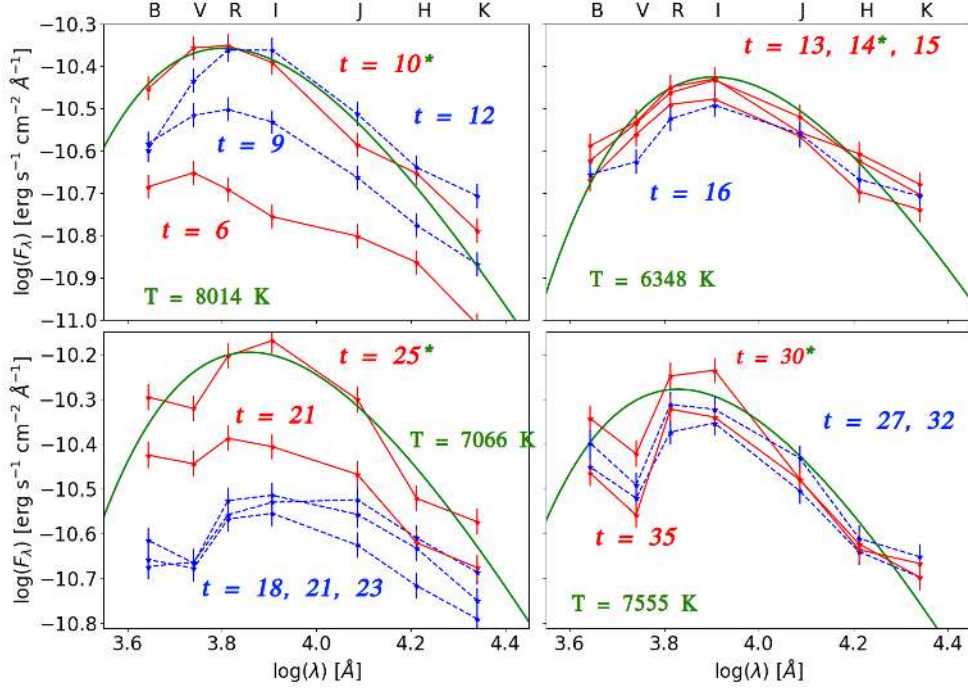 B V R I J H K B V R I J H K
−10.3
−10.4
−10.5
−10.6
−10.7
−10.8
−10.9
−11.0
log(Fλ) [erg s⁻¹ cm⁻² Å⁻¹]
t = 10*
t = 12
t = 9
t = 6
T = 8014 K
t = 13, 14*, 15
t = 16
T = 6348 K
−10.2
−10.3
−10.4
−10.5
−10.6
−10.7
−10.8
log(Fλ) [erg s⁻¹ cm⁻² Å⁻¹]
t = 25*
t = 21
T = 7066 K
t = 18, 21, 23
t = 30*
t = 27, 32
t = 35
T = 7555 K
3.6 3.8 4.0 4.2 4.4 3.6 3.8 4.0 4.2 4.4
log(λ) [Å] log(λ) [Å]